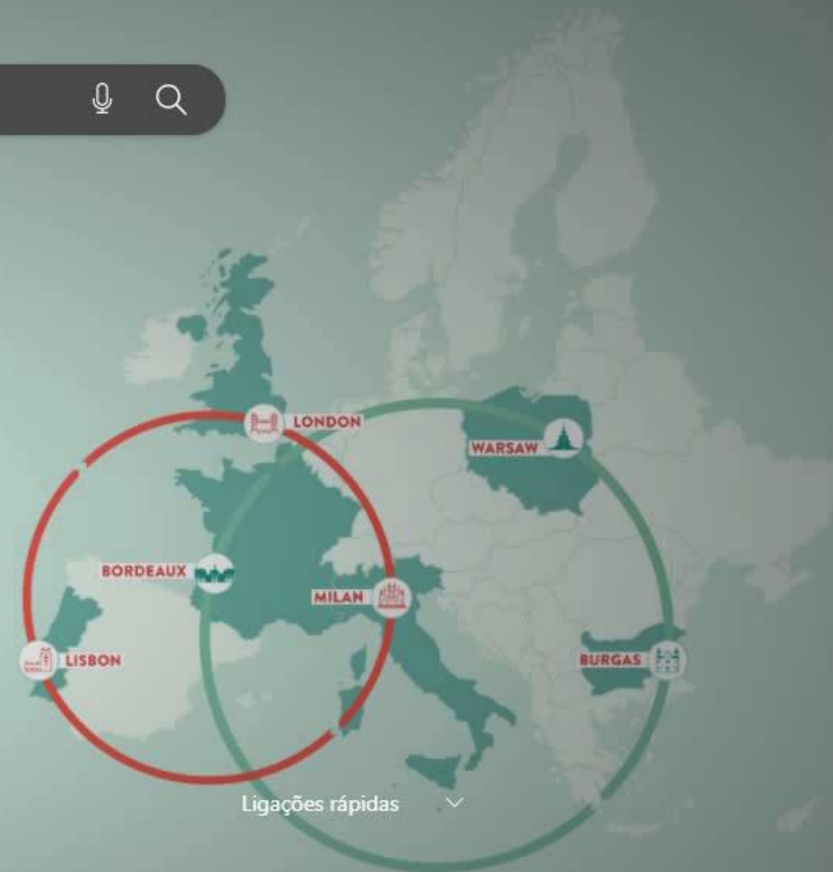 LONDON
WARSAW
BORDEAUX
MILAN
LISBON
BURGAS
Ligações rápidas